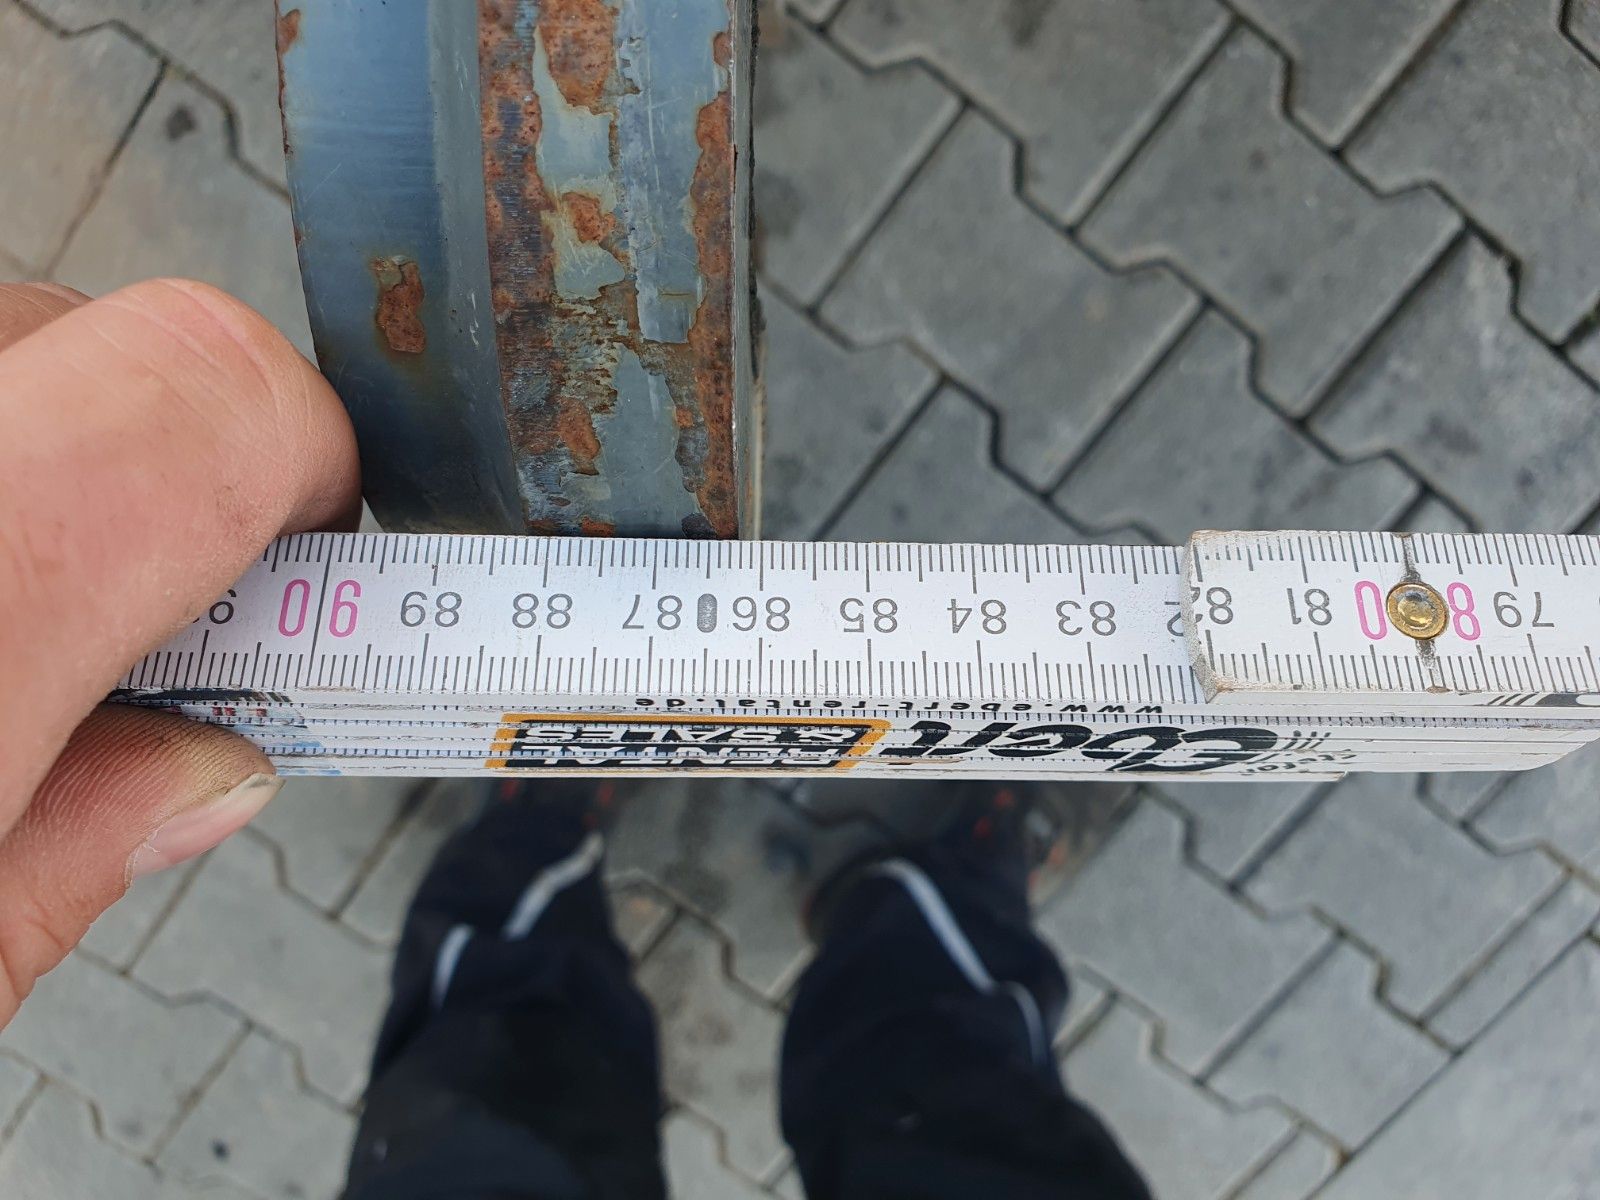 90 89 88 87 86 85 84 83 82 81 80 79
www.ebert-rental.de
Ebert
RENTAL
& SALES